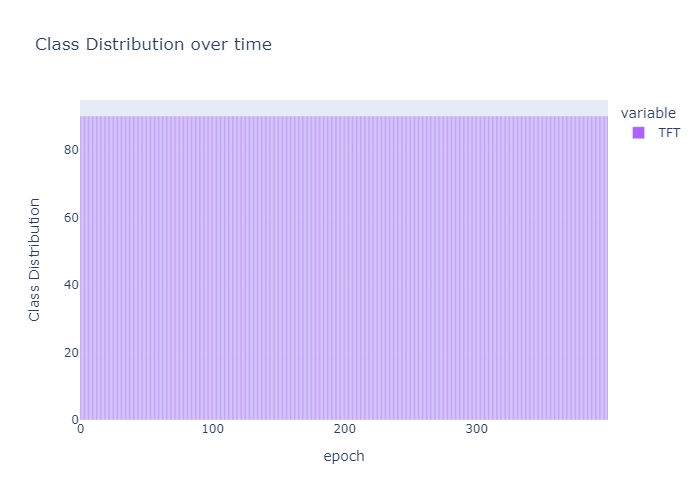 Class Distribution over time
variable
TFT
Class Distribution
80
60
40
20
0
0
100
200
300
epoch